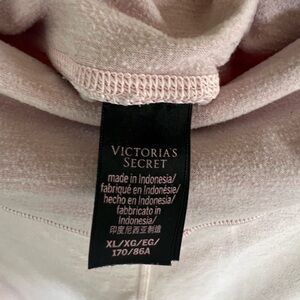 VICTORIA'S
SECRET
made in Indonesia/
fabriqué en Indonésie/
hecho en Indonesia/
fabbricato in
Indonesia/
印度尼西亚制造
XL/XG/EG/
170/86A